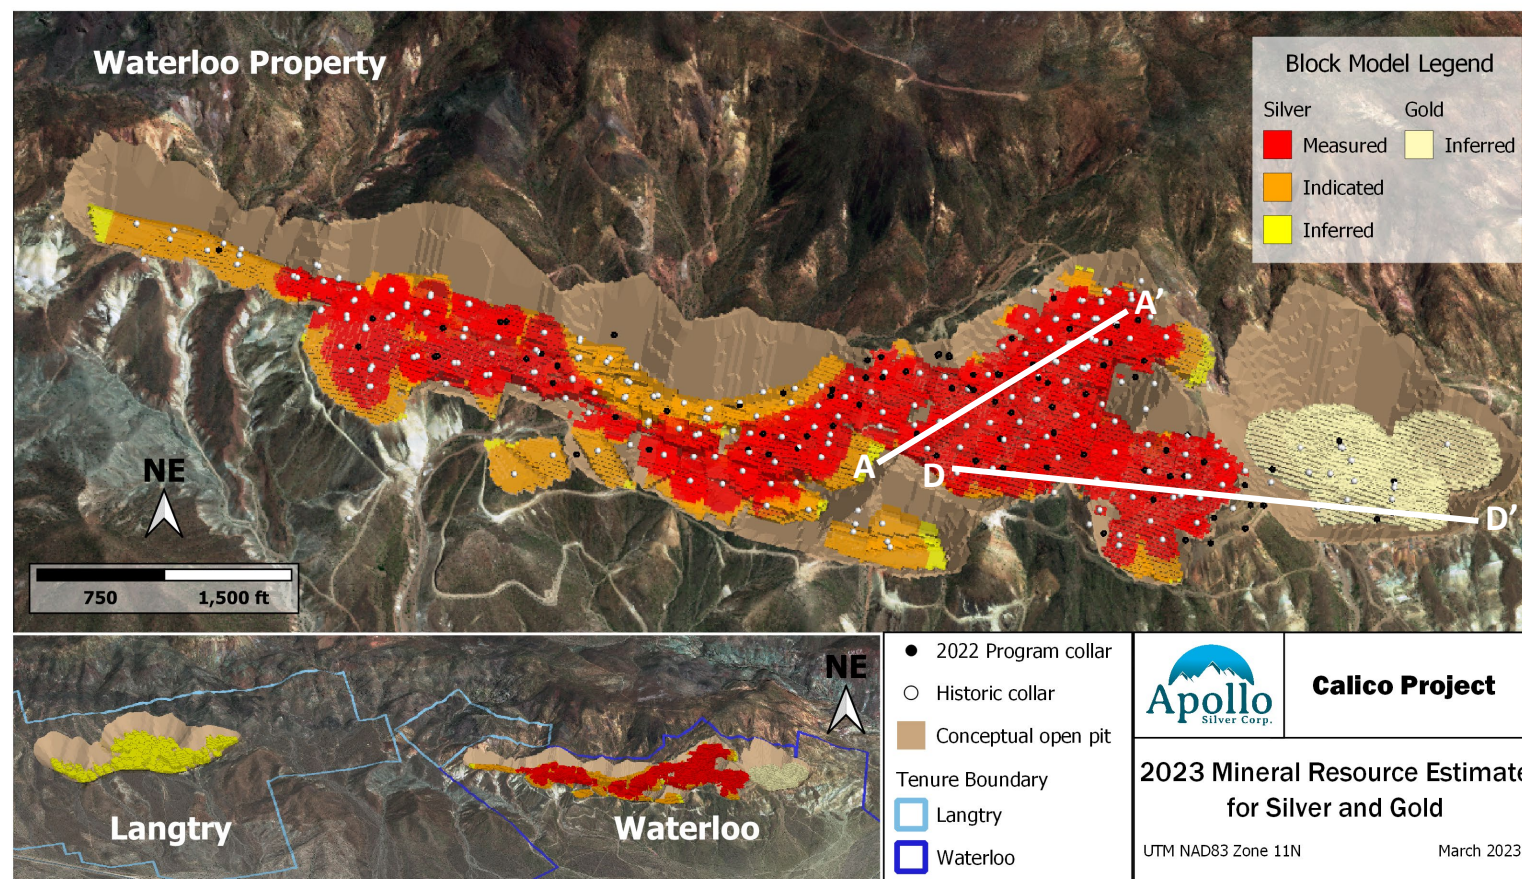 Waterloo Property
Block Model Legend
Silver
Gold
Measured
Inferred
Indicated
Inferred
A’
A
D
D’
NE
750
1,500 ft
NE
Langtry
Waterloo
2022 Program collar
Historic collar
Conceptual open pit
Tenure Boundary
Langtry
Waterloo
Apollo
Silver Corp.
Calico Project
2023 Mineral Resource Estimate
for Silver and Gold
UTM NAD83 Zone 11N
March 2023